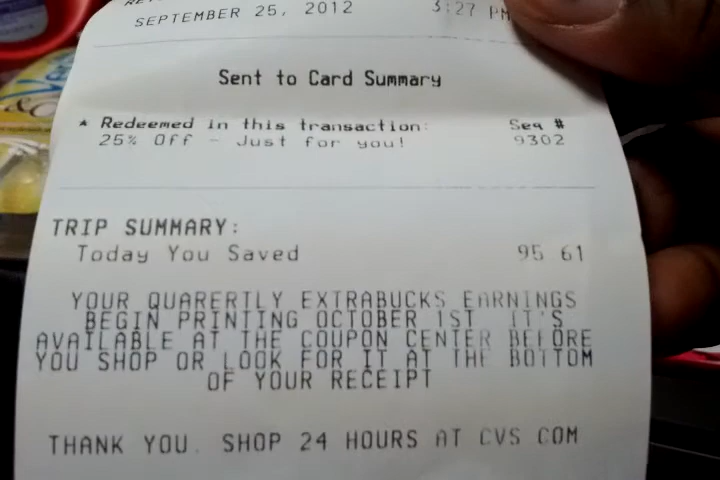 SEPTEMBER 25, 2012 3:27 PM
Sent to Card Summary
* Redeemed in this transaction: Seq #
25% Off - Just for you! 9302
TRIP SUMMARY:
Today You Saved 95 61
YOUR QUARERTLY EXTRABUCKS EARNINGS
BEGIN PRINTING OCTOBER 1ST IT'S
AVAILABLE AT THE COUPON CENTER BEFORE
YOU SHOP OR LOOK FOR IT AT THE BOTTOM
OF YOUR RECEIPT
THANK YOU. SHOP 24 HOURS AT CVS COM